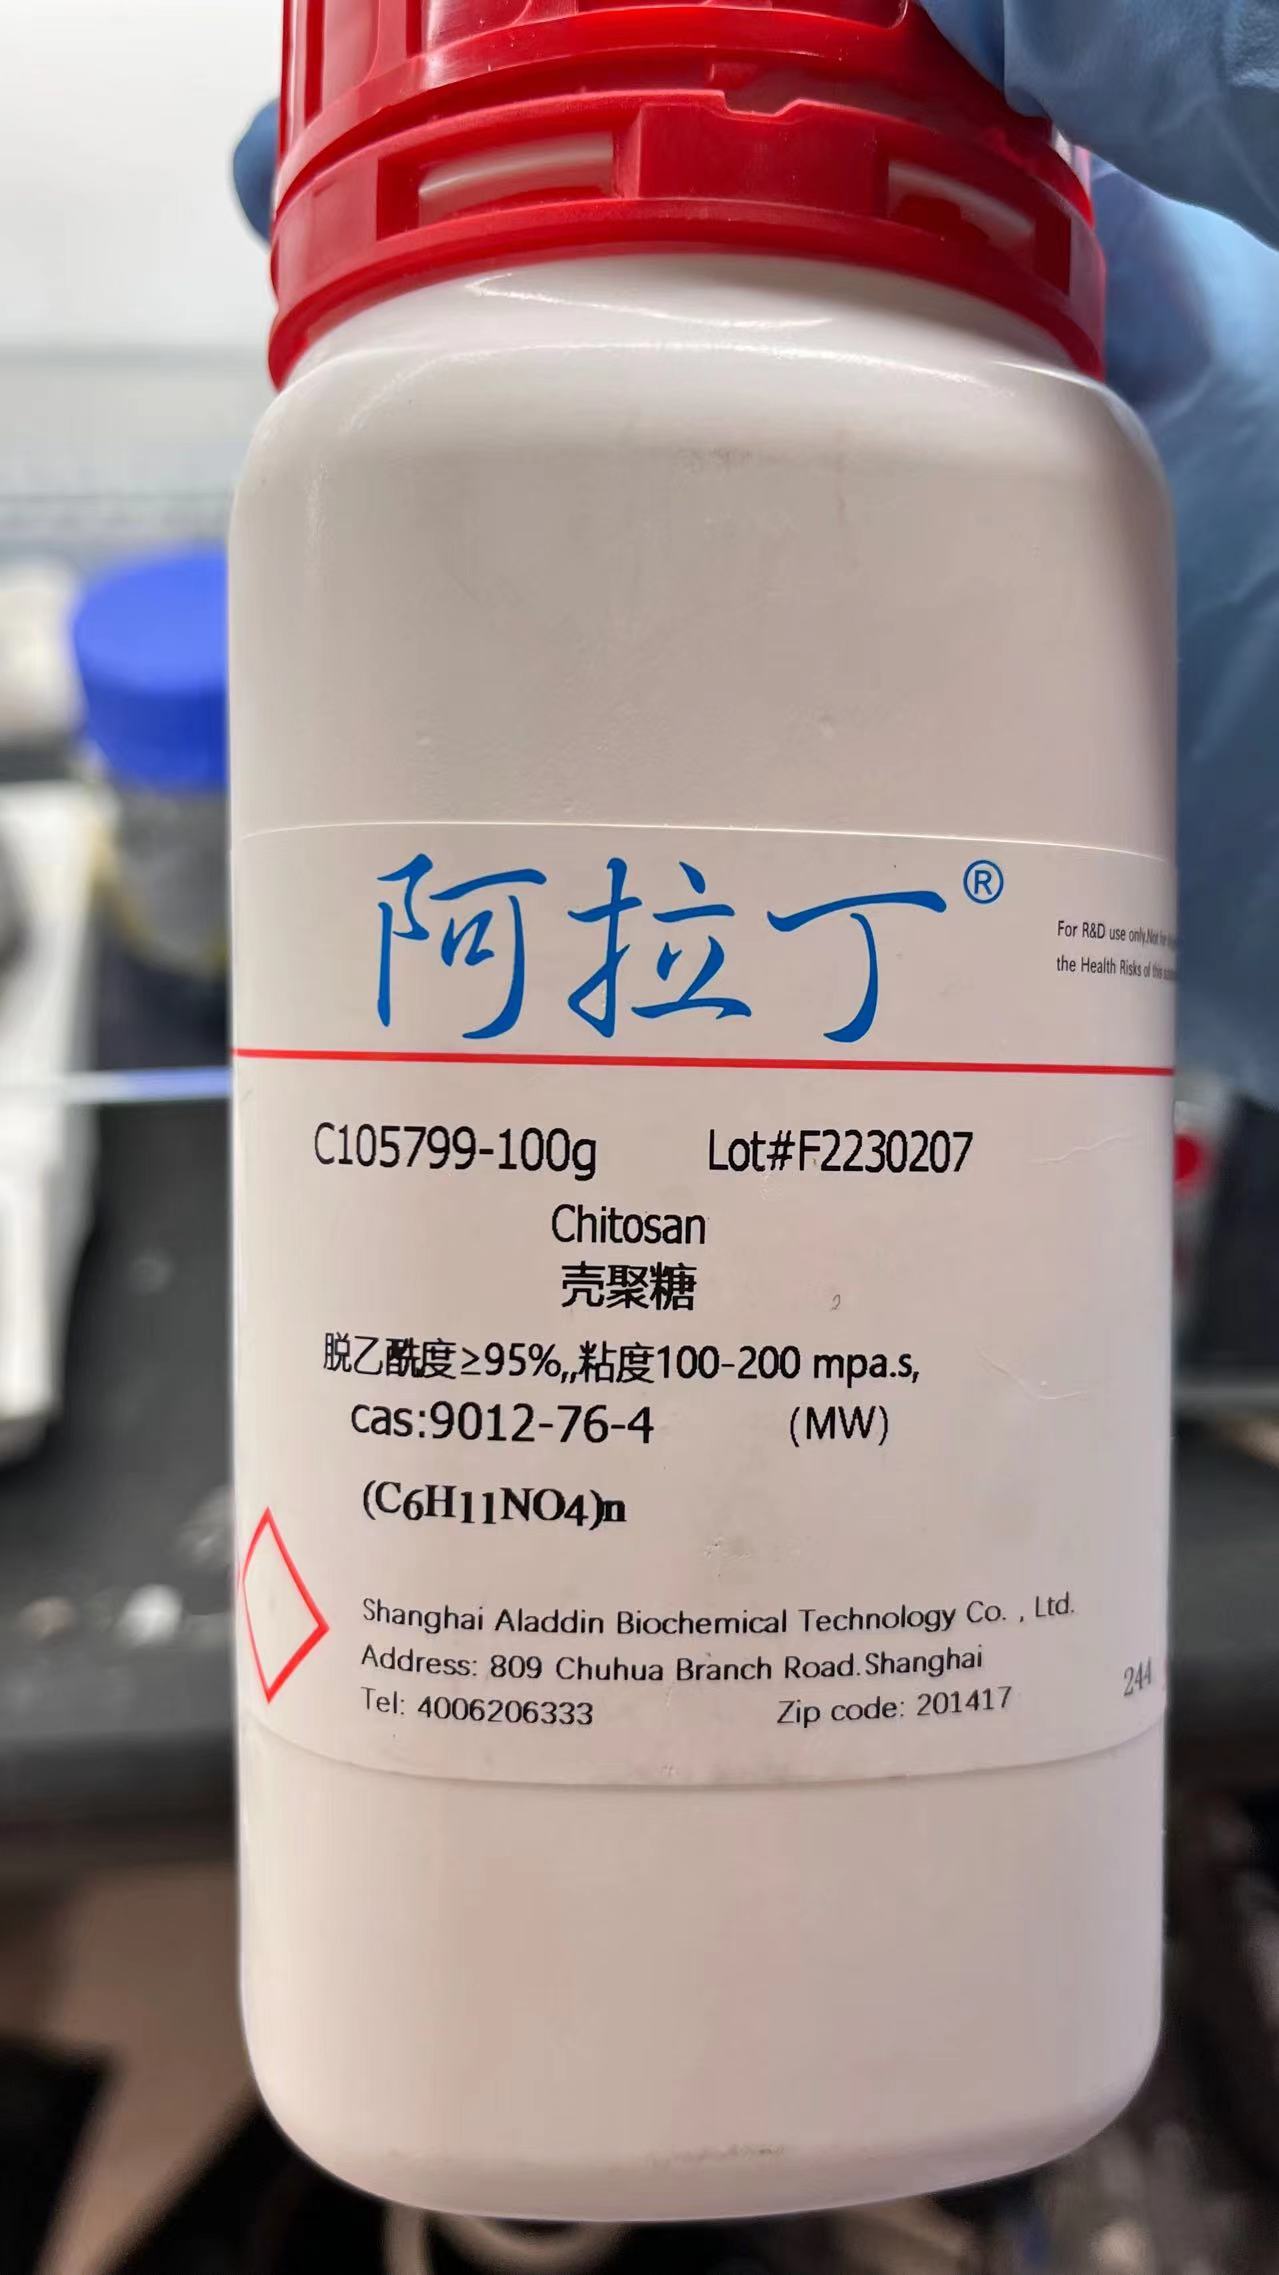 阿拉丁®
For R&D use only.Not for
the Health Risks of this
C105799-100g Lot#F2230207
Chitosan
壳聚糖
脱乙酰度≥95%,,粘度100-200 mpa.s,
cas:9012-76-4 (MW)
(C6H11NO4)n
Shanghai Aladdin Biochemical Technology Co. , Ltd.
Address: 809 Chuhua Branch Road.Shanghai
Tel: 4006206333 Zip code: 201417
244